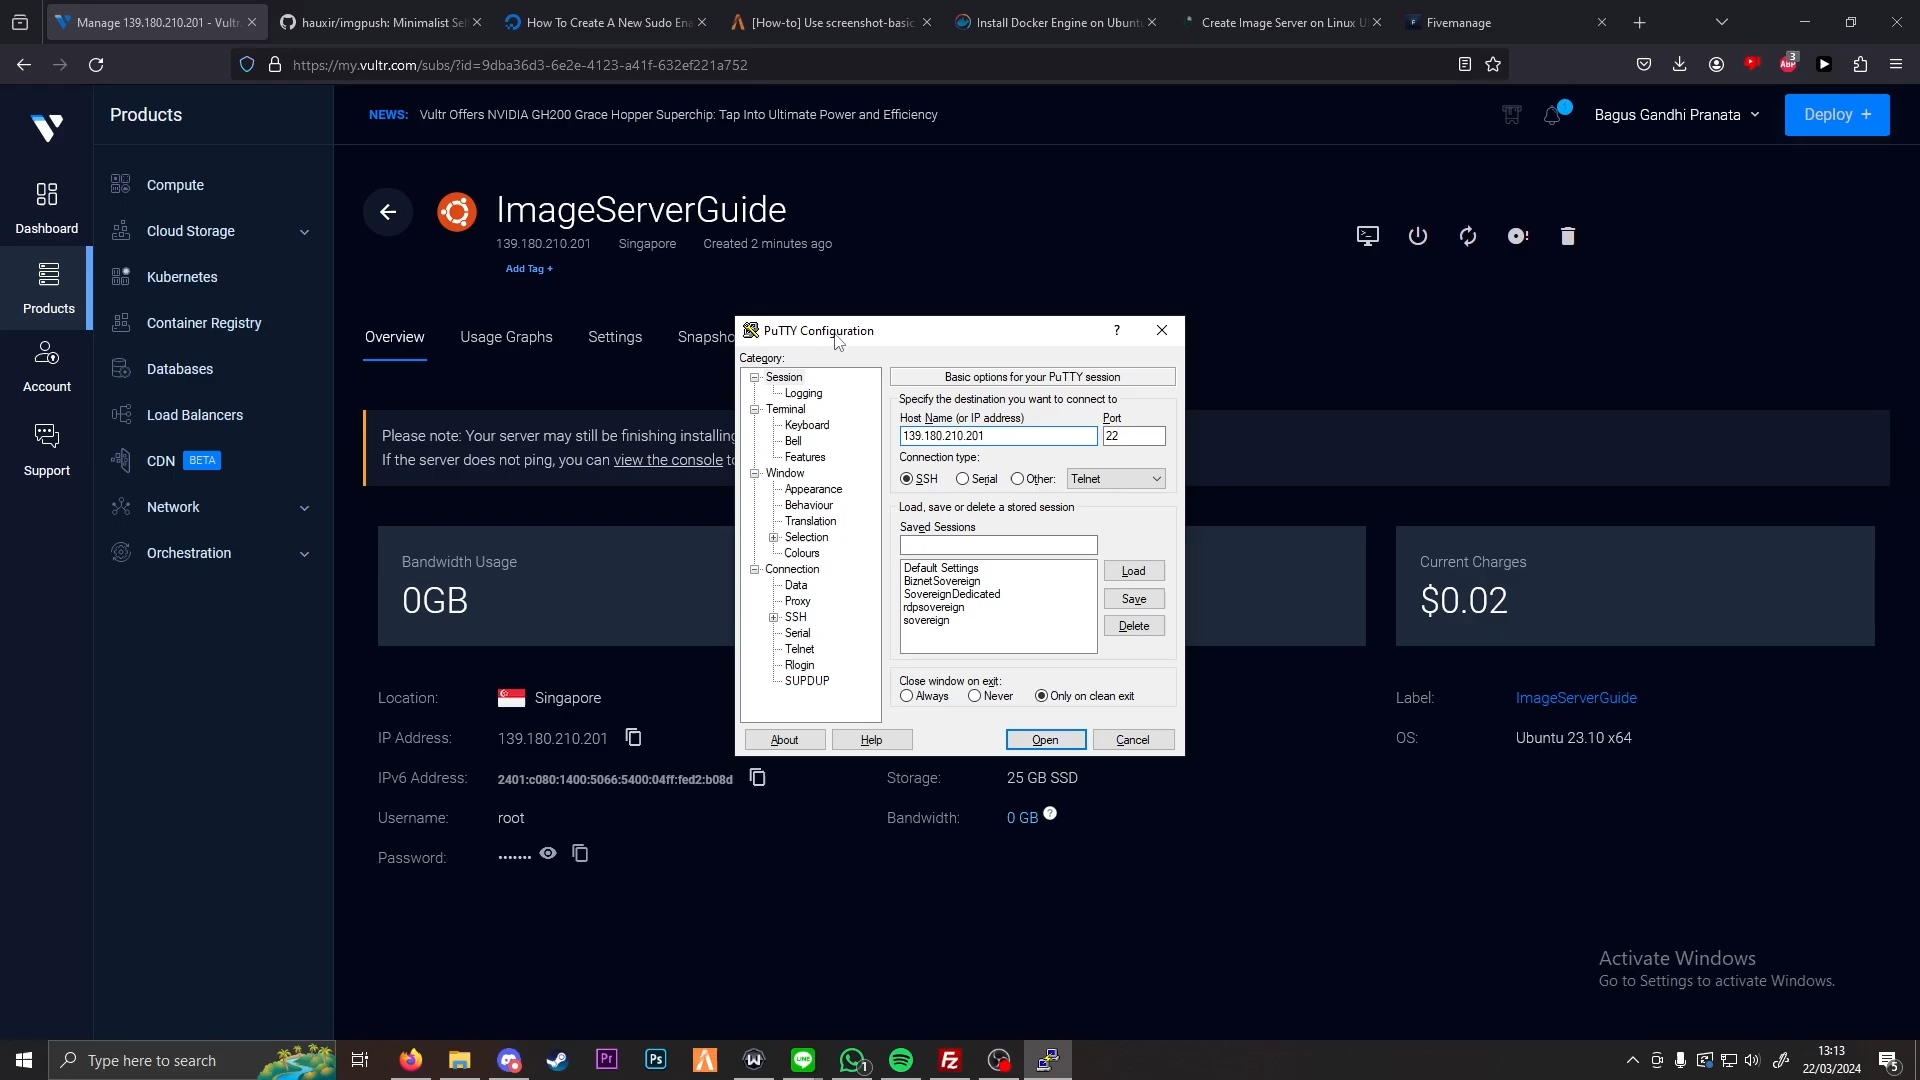 Manage 139.180.210.201 - Vultr.
hauxir/imgpush: Minimalist Sel
How To Create A New Sudo Ena
[How-to] Use screenshot-basic
Install Docker Engine on Ubuntu
Create Image Server on Linux U
Fivemanage
https://my.vultr.com/subs/?id=9dba36d3-6e2e-4123-a41f-632ef221a752
ABP
3
Products
NEWS: Vultr Offers NVIDIA GH200 Grace Hopper Superchip: Tap Into Ultimate Power and Efficiency
Bagus Gandhi Pranata
Deploy +
Dashboard
Products
Account
Support
Compute
Cloud Storage
Kubernetes
Container Registry
Databases
Load Balancers
CDN BETA
Network
Orchestration
ImageServerGuide
139.180.210.201 Singapore Created 2 minutes ago
Add Tag +
Overview Usage Graphs Settings Snapsho
Please note: Your server may still be finishing installing
If the server does not ping, you can view the console to
Bandwidth Usage
0GB
Current Charges
$0.02
Location: Singapore
IP Address: 139.180.210.201
IPv6 Address: 2401:c080:1400:5066:5400:04ff:fed2:b08d
Username: root
Password: •••••••
Storage: 25 GB SSD
Bandwidth: 0 GB ?
Label: ImageServerGuide
OS: Ubuntu 23.10 x64
PuTTY Configuration
?
Category:
Session
Logging
Terminal
Keyboard
Bell
Features
Window
Appearance
Behaviour
Translation
Selection
Colours
Connection
Data
Proxy
SSH
Serial
Telnet
Rlogin
SUPDUP
Basic options for your PuTTY session
Specify the destination you want to connect to
Host Name (or IP address) Port
139.180.210.201 22
Connection type:
SSH Serial Other: Telnet
Load, save or delete a stored session
Saved Sessions
Default Settings
BiznetSovereign
SovereignDedicated
rdpsovereign
sovereign
Load
Save
Delete
Close window on exit:
Always Never Only on clean exit
About Help Open Cancel
Activate Windows
Go to Settings to activate Windows.
Type here to search
Pr
Ps
LINE
1
FZ
13:13
22/03/2024
5